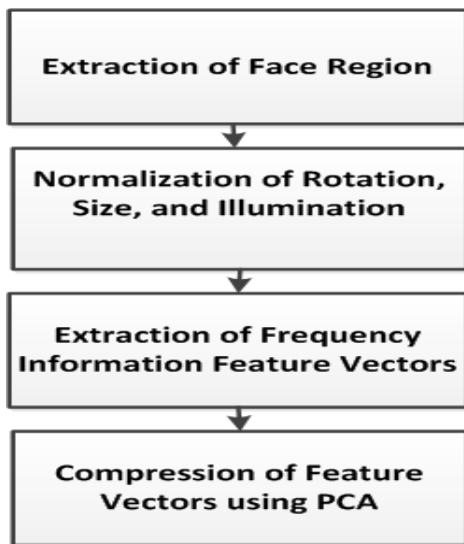 Extraction of Face Region
Normalization of Rotation,
Size, and Illumination
Extraction of Frequency
Information Feature Vectors
Compression of Feature
Vectors using PCA